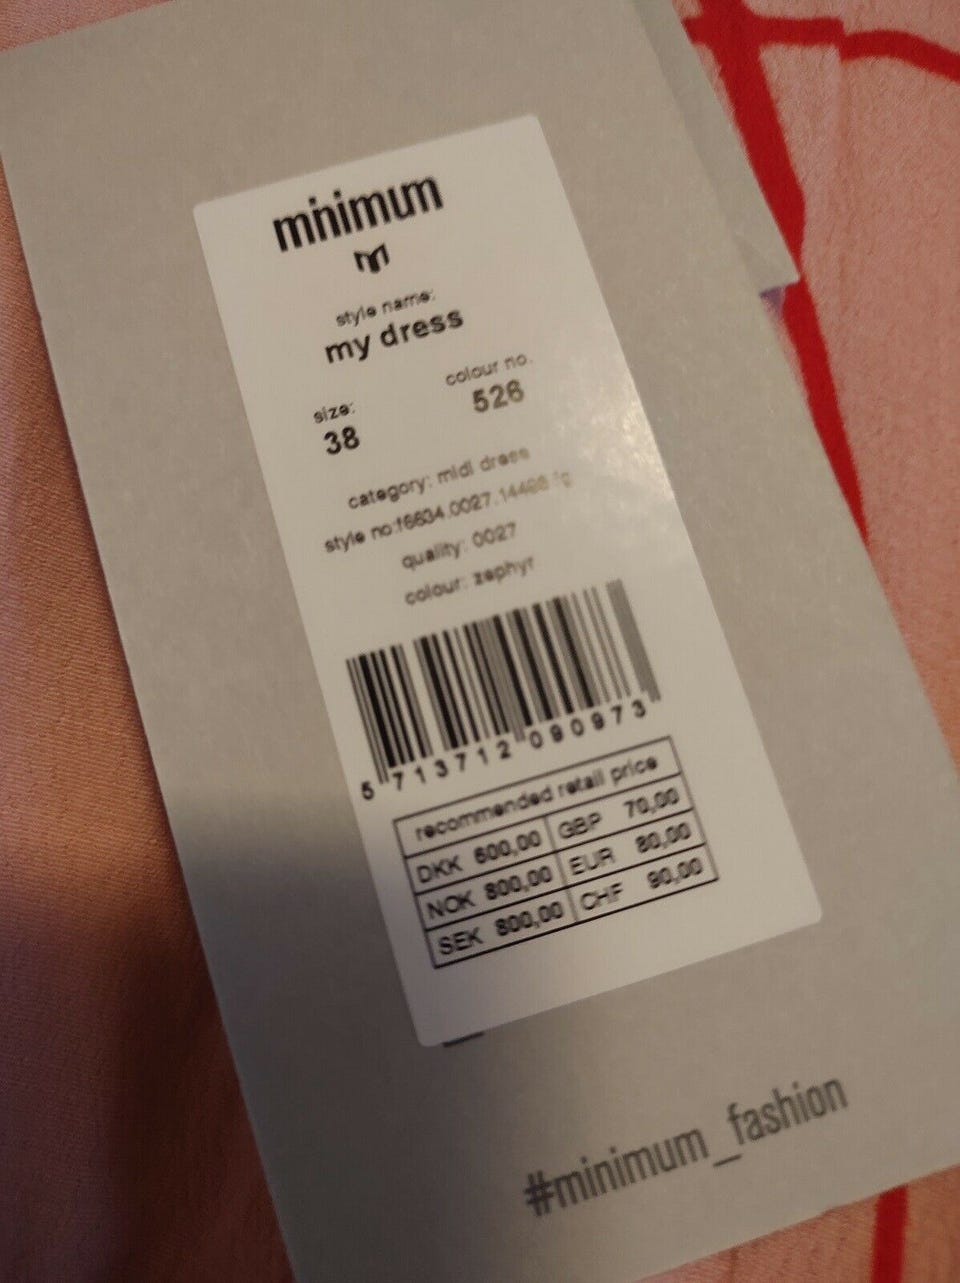 minimum
style name:
my dress
size:
38
colour no.
526
category: midi dress
style no:
quality: 0027
colour: zephyr
5 713712 090973
recommended retail price
DKK 600,00 GBP 70,00
NOK 800,00 EUR 80,00
SEK 800,00 CHF 90,00
#minimum_fashion